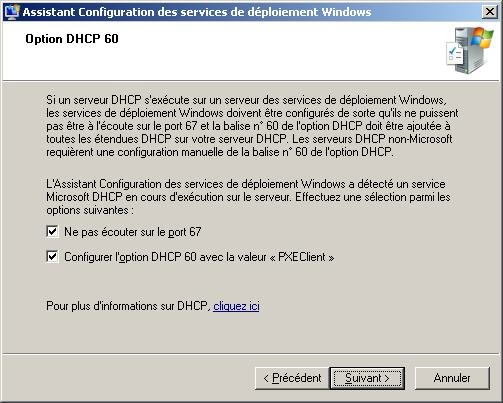 Assistant Configuration des services de déploiement Windows
Option DHCP 60
Si un serveur DHCP s'exécute sur un serveur des services de déploiement Windows,
les services de déploiement Windows doivent être configurés de sorte qu'ils ne puissent
pas être à l'écoute sur le port 67 et la balise n° 60 de l'option DHCP doit être ajoutée à
toutes les étendues DHCP sur votre serveur DHCP. Les serveurs DHCP non-Microsoft
requièrent une configuration manuelle de la balise n° 60 de l'option DHCP.
L'Assistant Configuration des services de déploiement Windows a détecté un service
Microsoft DHCP en cours d'exécution sur le serveur. Effectuez une sélection parmi les
options suivantes :
Ne pas écouter sur le port 67
Configurer l'option DHCP 60 avec la valeur « PXEClient »
Pour plus d'informations sur DHCP, cliquez ici
< Précédent
Suivant >
Annuler